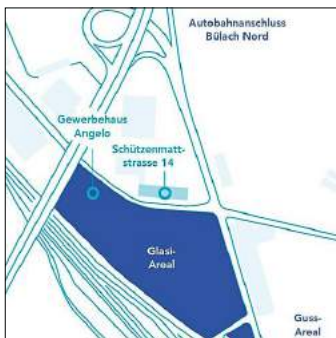 Autobahnanschluss
Bülach Nord
Gewerbehaus
Angelo
Schützenmatt-
strasse 14
Glasi-
Areal
Guss-
Areal